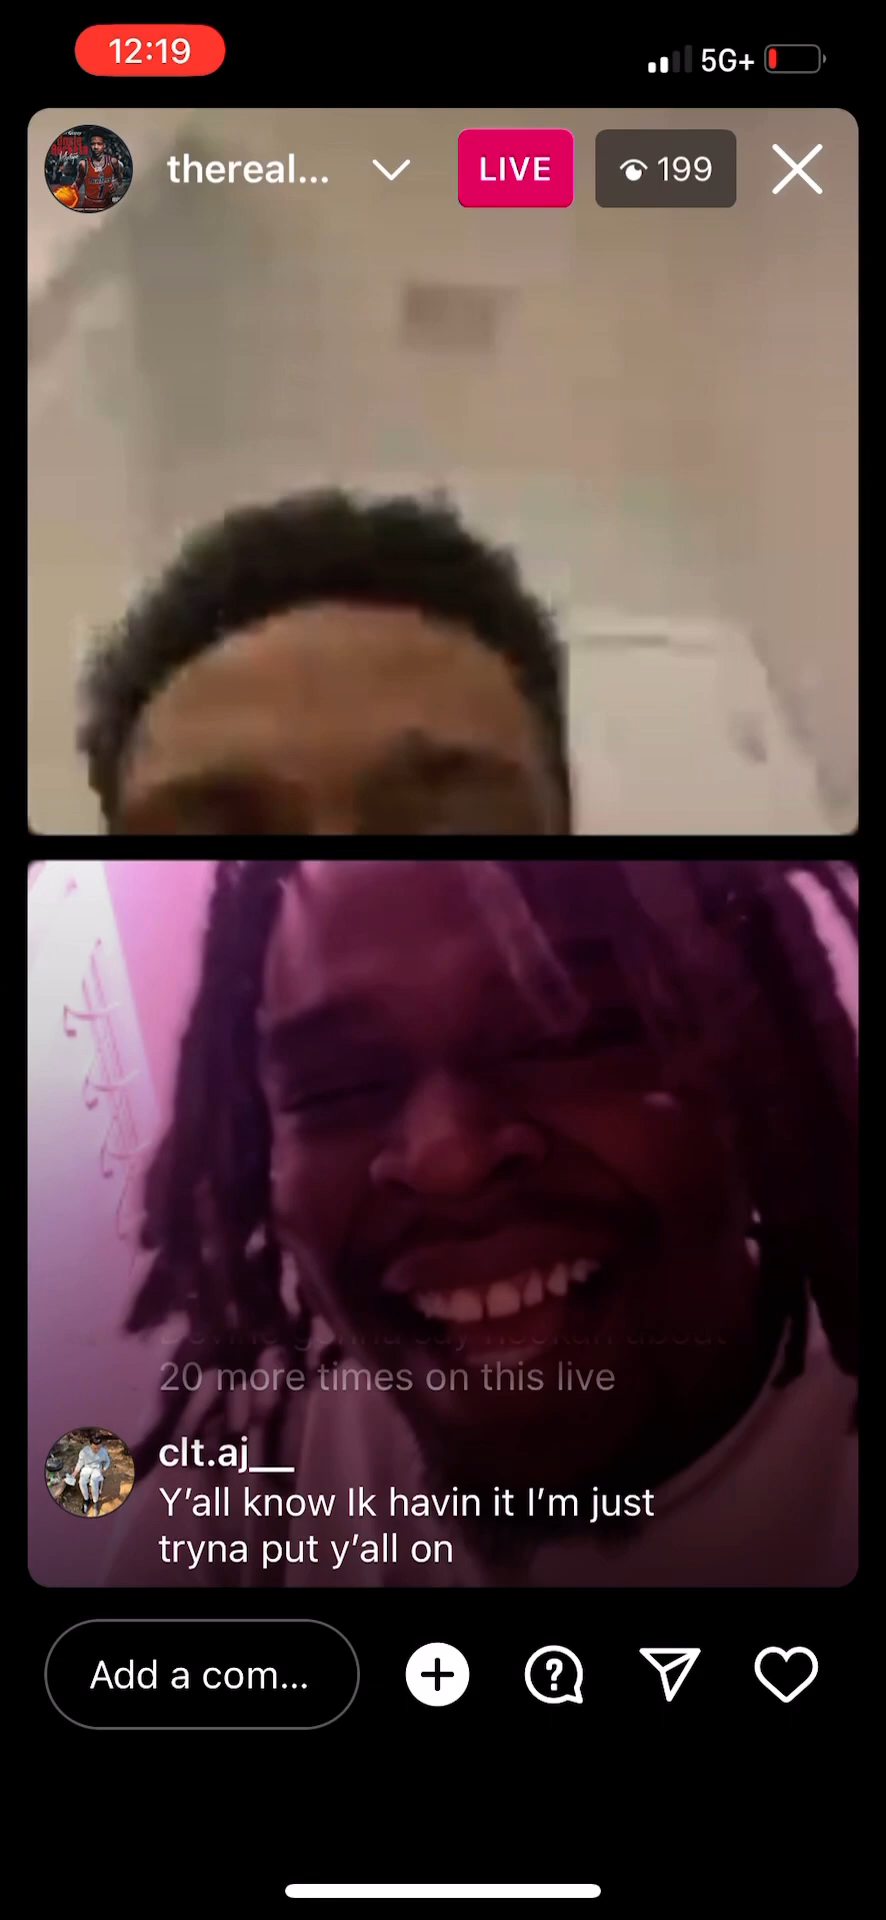 12:19
5G+
thereal...
LIVE
199
20 more times on this live
clt.aj__
Y'all know Ik havin it I'm just
tryna put y'all on
Add a com...